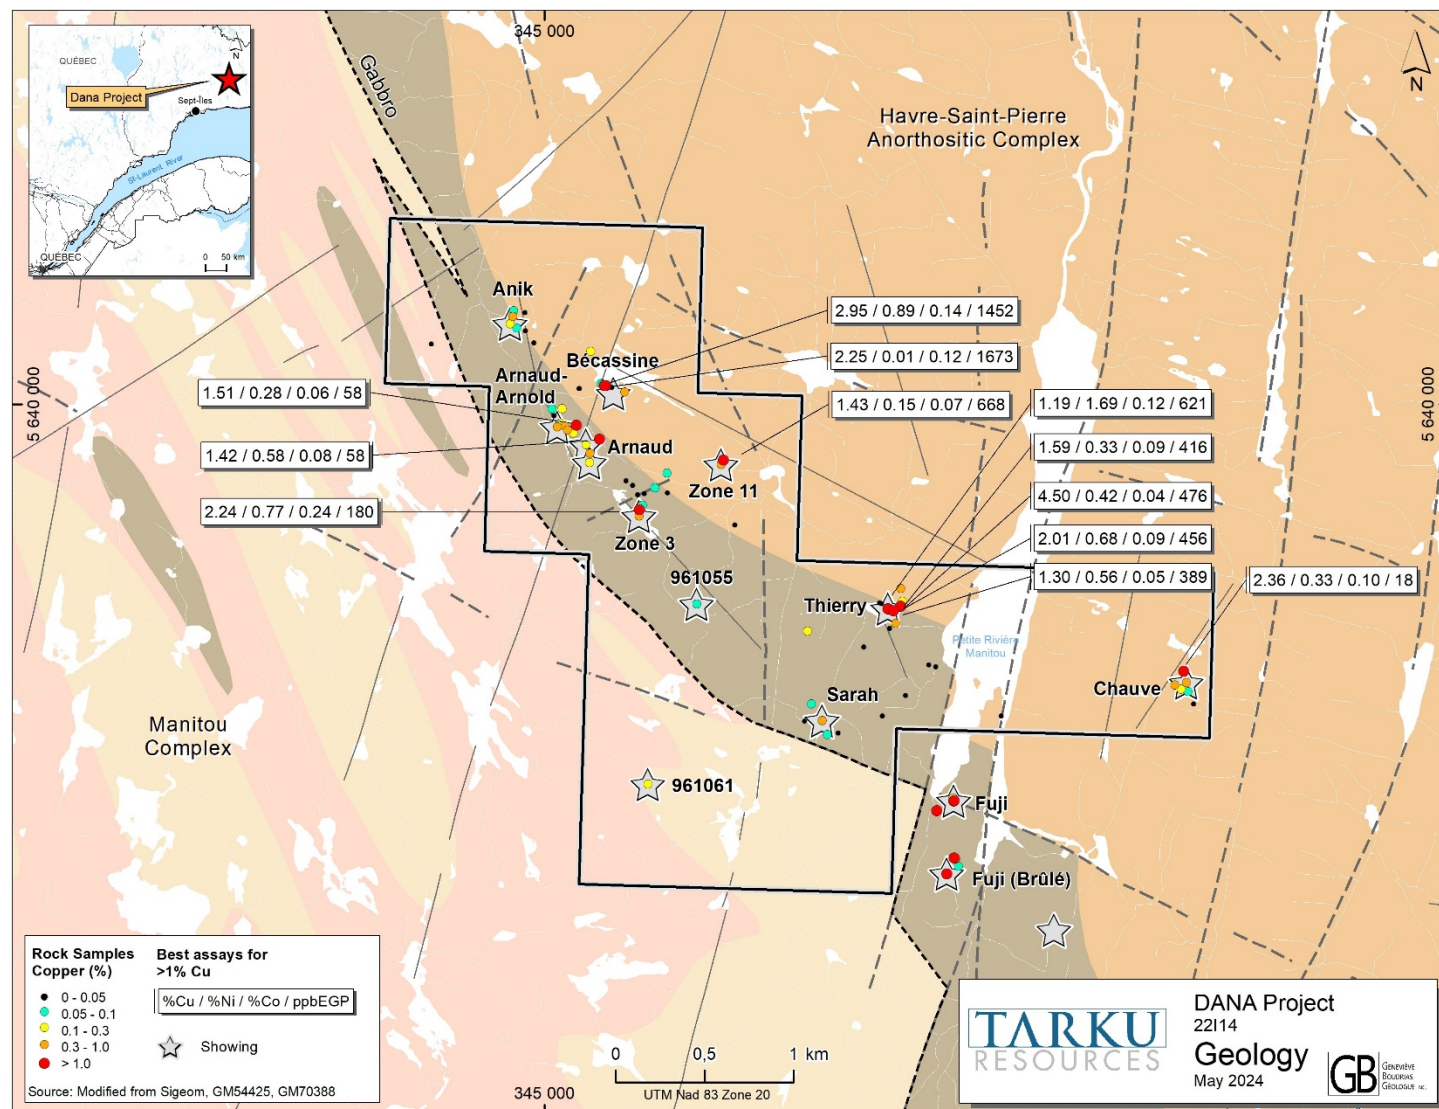 345 000
N
QUÉBEC
N
Dana Project
Sept-Îles
St-Laurent River
QUÉBEC
0 50 km
Gabbro
Havre-Saint-Pierre
Anorthositic Complex
N
5 640 000
5 640 000
Anik
Bécassine
Arnaud-
Arnold
Arnaud
Zone 11
Zone 3
961055
Thierry
Petite Rivière
Manitou
Sarah
Chauve
961061
Fuji
Fuji (Brûlé)
Manitou
Complex
2.95 / 0.89 / 0.14 / 1452
2.25 / 0.01 / 0.12 / 1673
1.43 / 0.15 / 0.07 / 668
1.51 / 0.28 / 0.06 / 58
1.42 / 0.58 / 0.08 / 58
2.24 / 0.77 / 0.24 / 180
1.19 / 1.69 / 0.12 / 621
1.59 / 0.33 / 0.09 / 416
4.50 / 0.42 / 0.04 / 476
2.01 / 0.68 / 0.09 / 456
1.30 / 0.56 / 0.05 / 389
2.36 / 0.33 / 0.10 / 18
Rock Samples
Copper (%)
0 - 0.05
0.05 - 0.1
0.1 - 0.3
0.3 - 1.0
> 1.0
Best assays for
>1% Cu
%Cu / %Ni / %Co / ppbEGP
Showing
Source: Modified from Sigeom, GM54425, GM70388
0 0,5 1 km
UTM Nad 83 Zone 20
345 000
TARKU
RESOURCES
DANA Project
22I14
Geology
May 2024
GB
GENEVIÈVE
BOUDRIAS
GÉOLOGUE INC.